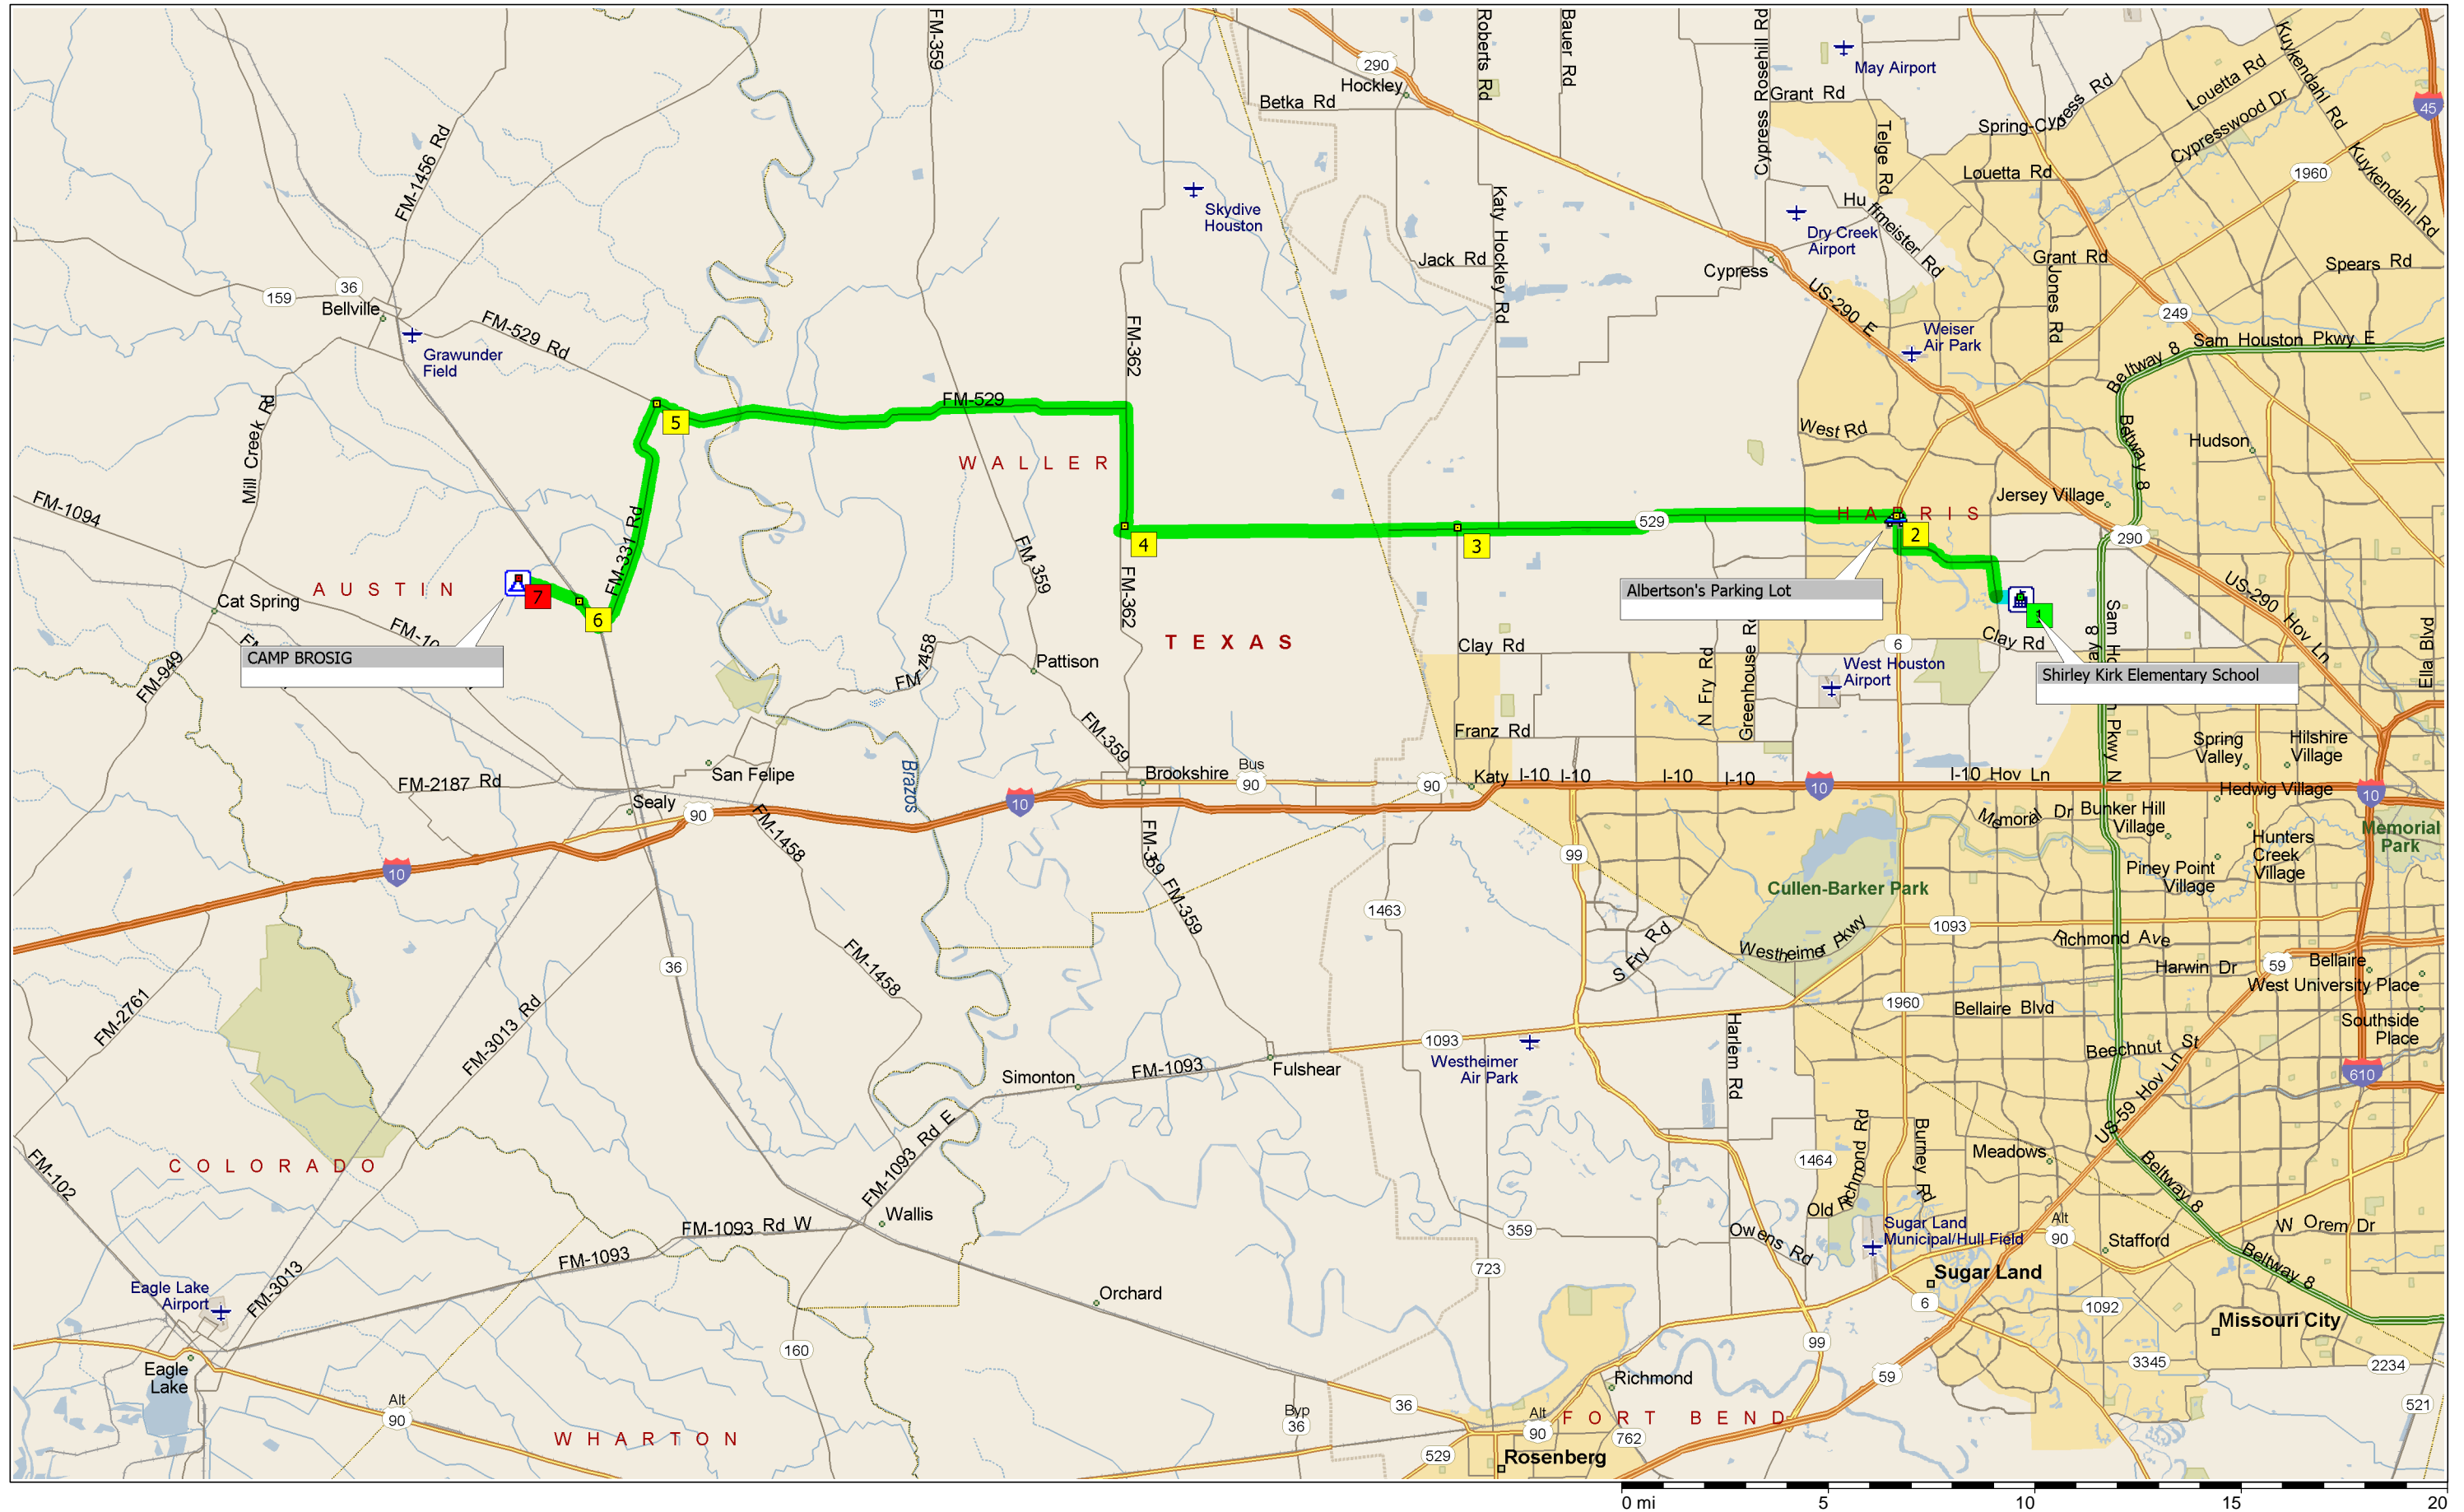 FM-359
Roberts Rd
Bauer Rd
Cypress Rosehill Rd
Kuykendahl Rd
290
Hockley
Betka Rd
May Airport
Grant Rd
Louetta Rd
Cypresswood Dr
Spring-Cypress Rd
45
FM-1456 Rd
Telge Rd
Louetta Rd
1960
Kuykendahl Rd
Skydive
Houston
Katy Hockley Rd
Huffmeister Rd
Dry Creek
Airport
Jack Rd
Cypress
Grant Rd
Jones Rd
Spears Rd
159
36
Bellville
FM-529 Rd
Grawunder
Field
FM-362
US-290 E
Weiser
Air Park
249
Sam Houston Pkwy E
Beltway 8
Mill Creek Rd
5
FM-529
WALLER
West Rd
Beltway 8
Hudson
FM-1094
Jersey Village
529
HARRIS
2
290
4
3
FM-331 Rd
FM 359
FM-362
AUSTIN
7
6
Cat Spring
CAMP BROSIG
FM-949
Albertson's Parking Lot
1
US-290 Hov Ln
Clay Rd
6
Clay Rd
Shirley Kirk Elementary School
Ella Blvd
TEXAS
Pattison
N Fry Rd
Greenhouse Rd
West Houston
Airport
FM-359
Franz Rd
Spring
Valley
Hilshire
Village
FM-2187 Rd
San Felipe
Brazos
Brookshire
Bus
90
90
Katy
I-10
I-10
I-10
I-10
10
I-10 Hov Ln
Hedwig Village
10
Sealy
90
10
FM-1458
FM-359
FM-359
99
Memorial Dr
Bunker Hill
Village
Hunters
Creek
Village
Memorial
Park
Piney Point
Village
10
Cullen-Barker Park
1463
1093
Westheimer Pkwy
Richmond Ave
S Fry Rd
Harwin Dr
59
Bellaire
West University Place
36
FM-1458
FM-2761
FM-3013 Rd
1960
Bellaire Blvd
Southside
Place
Harlem Rd
Beechnut St
1093
Westheimer
Air Park
Simonton
FM-1093
Fulshear
610
US-59 Hov Ln
FM-1093 Rd E
COLORADO
FM-102
1464
Old Richmond Rd
Burney Rd
Meadows
Beltway 8
Wallis
FM-1093 Rd W
FM-1093
359
Owens Rd
Sugar Land
Municipal/Hull Field
Alt
90
Stafford
W Orem Dr
Beltway 8
723
Sugar Land
Eagle Lake
Airport
FM-3013
Orchard
6
1092
Missouri City
160
99
3345
2234
Eagle
Lake
59
Richmond
Alt
90
Byp
36
36
Alt
90
FORT BEND
762
521
WHARTON
529
Rosenberg
0 mi
5
10
15
20